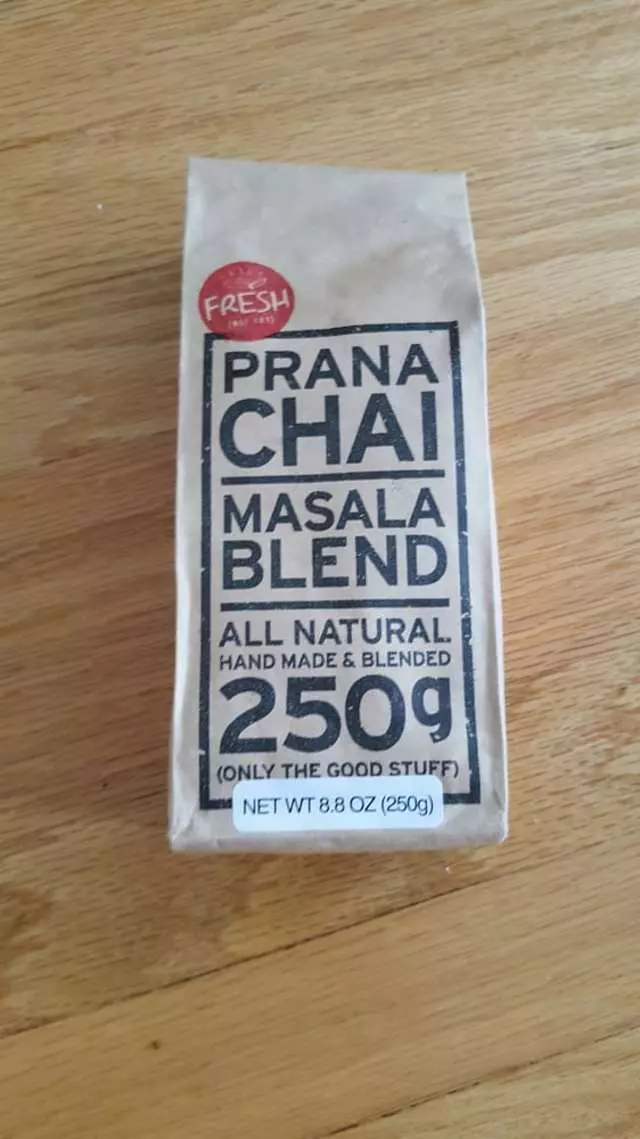 FRESH
PRANA
CHAI
MASALA
BLEND
ALL NATURAL
HAND MADE & BLENDED
250g
(ONLY THE GOOD STUFF)
NET WT 8.8 OZ (250g)